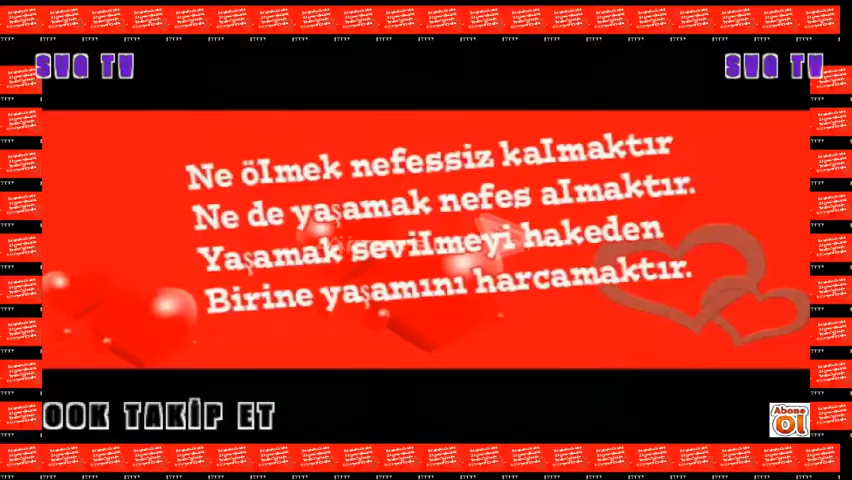 SVG TV
SVG TV
Ne ölmek nefessiz kalmaktır
Ne de yaşamak nefes almaktır.
Yaşamak sevilmeyi hakeden
Birine yaşamını harcamaktır.
OOK TAKİP ET
Abone
Ol